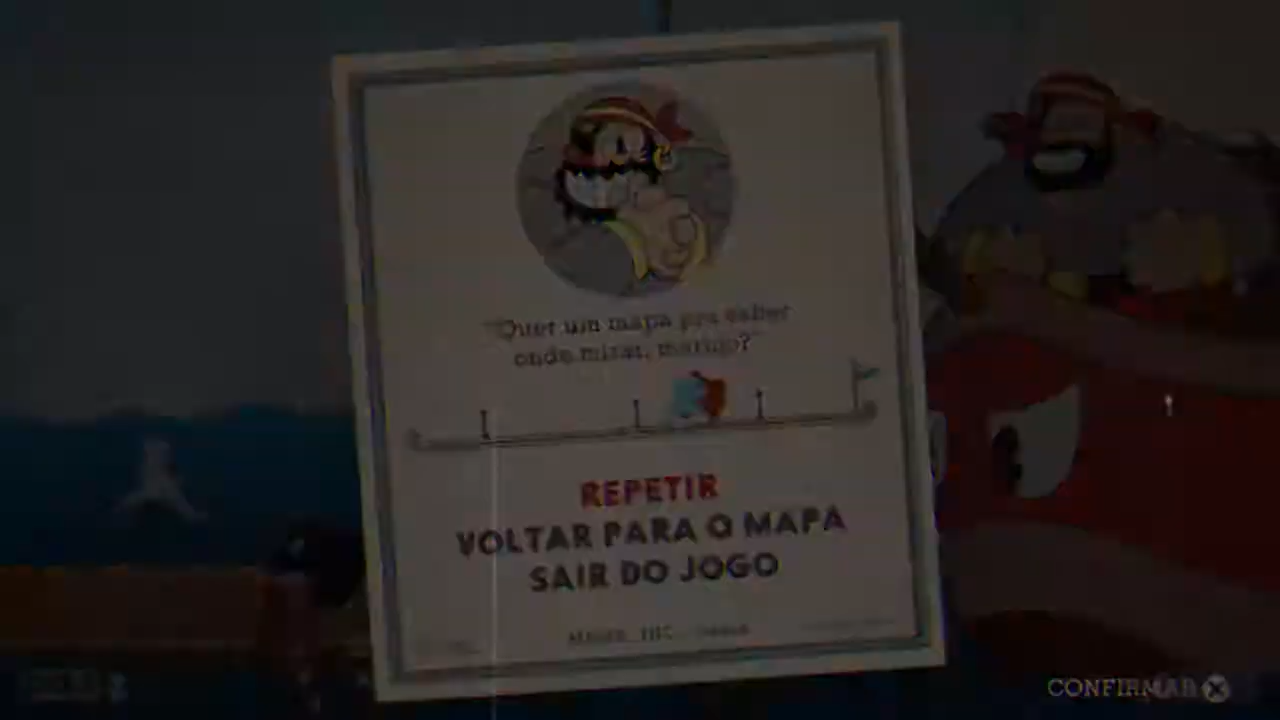 "Quer um mapa pra saber
onde mirar, marujo?"
REPETIR
VOLTAR PARA O MAPA
SAIR DO JOGO
CONFIRMAR